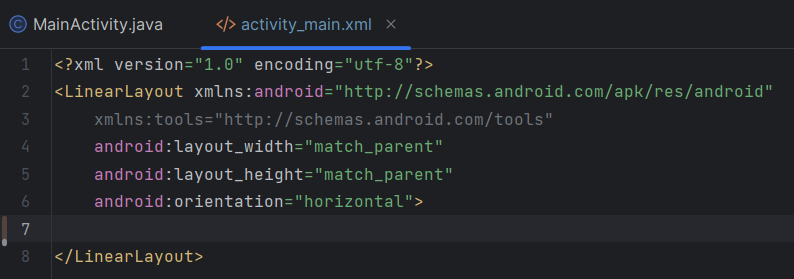 MainActivity.java activity_main.xml
1 <?xml version="1.0" encoding="utf-8"?>
2 <LinearLayout xmlns:android="http://schemas.android.com/apk/res/android"
3     xmlns:tools="http://schemas.android.com/tools"
4     android:layout_width="match_parent"
5     android:layout_height="match_parent"
6     android:orientation="horizontal">
7
8 </LinearLayout>